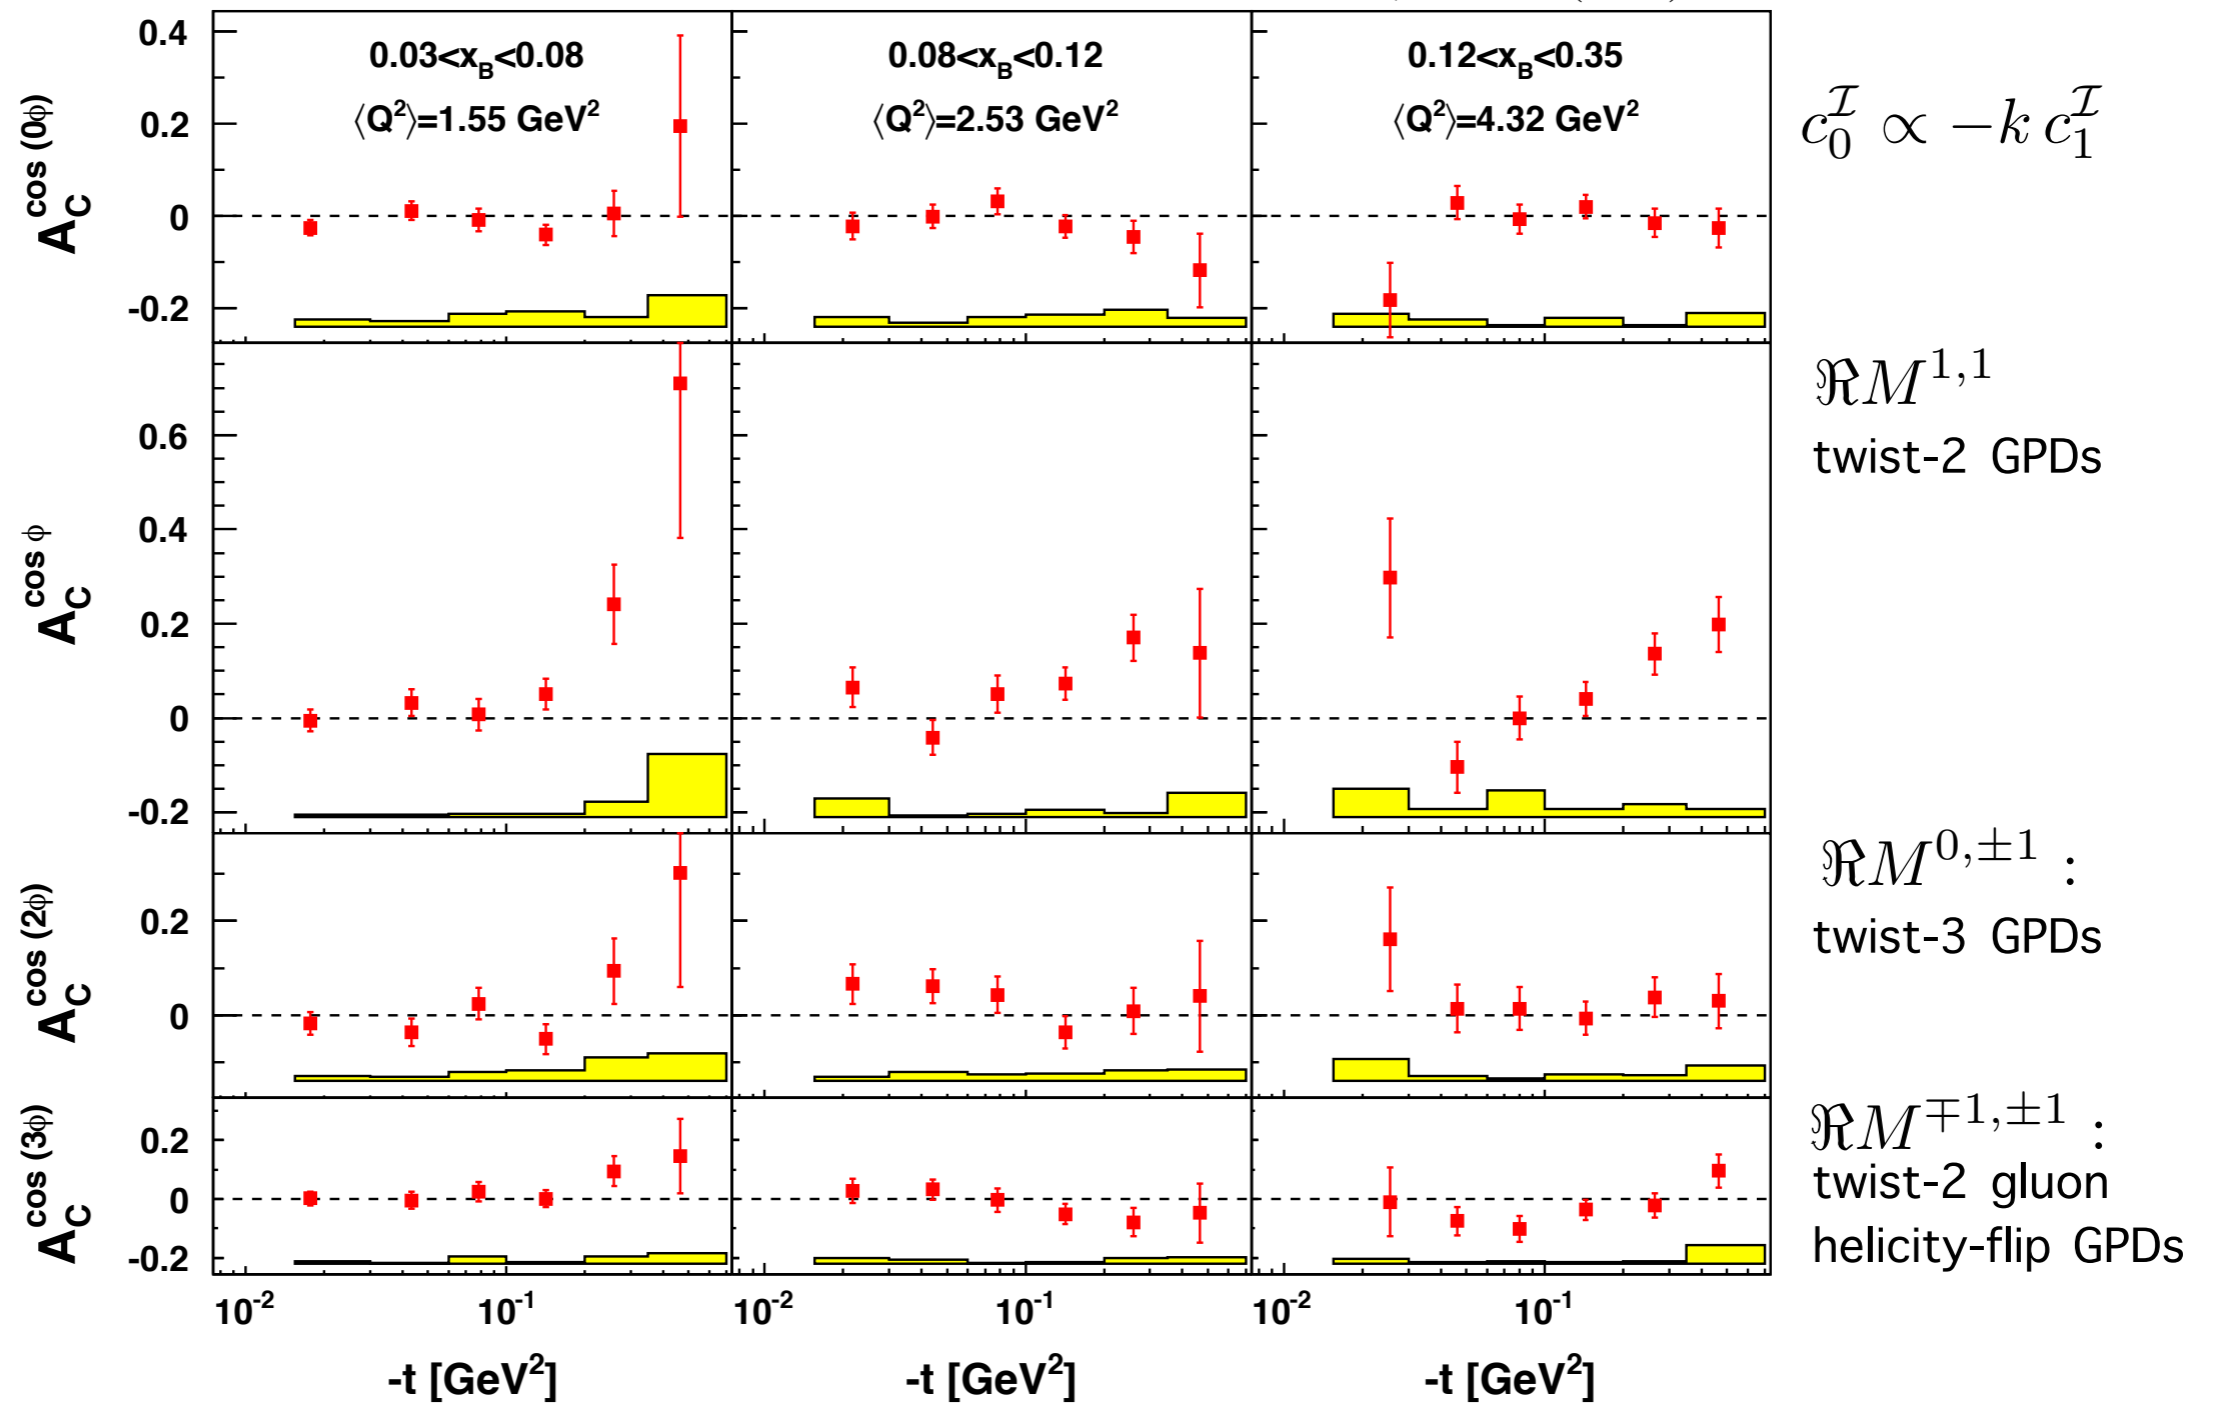 0.03<x_B<0.08
⟨Q²⟩=1.55 GeV²
0.08<x_B<0.12
⟨Q²⟩=2.53 GeV²
0.12<x_B<0.35
⟨Q²⟩=4.32 GeV²
A_C^cos (0ϕ)
0.4
0.2
0
-0.2
c_0^ℐ ∝ −k c_1^ℐ
A_C^cos ϕ
0.6
0.4
0.2
0
-0.2
ℜM^{1,1}
twist-2 GPDs
A_C^cos (2ϕ)
0.2
0
ℜM^{0,±1} :
twist-3 GPDs
A_C^cos (3ϕ)
0.2
0
-0.2
ℜM^{∓1,±1} :
twist-2 gluon
helicity-flip GPDs
10⁻² 10⁻¹ 10⁻² 10⁻¹ 10⁻² 10⁻¹
-t [GeV²] -t [GeV²] -t [GeV²]